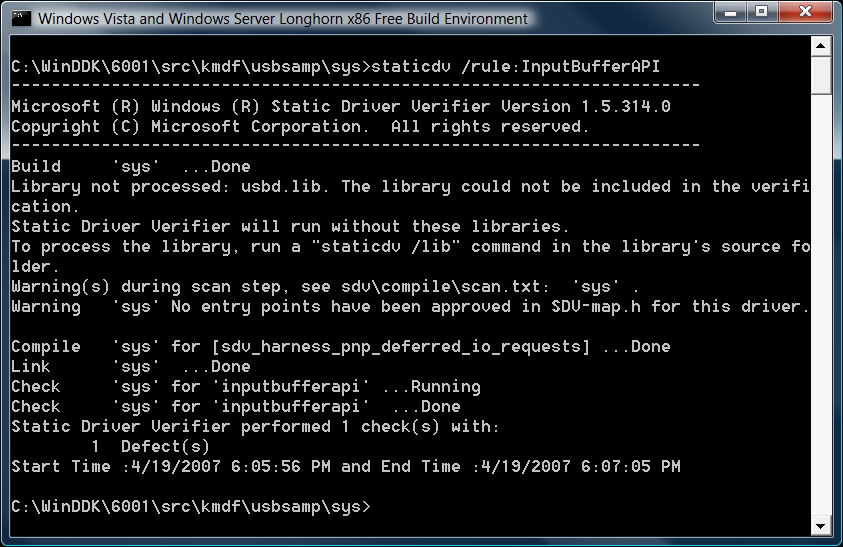 Windows Vista and Windows Server Longhorn x86 Free Build Environment
C:\WinDDK\6001\src\kmdf\usbsamp\sys>staticdv /rule:InputBufferAPI
---------------------------------------------------------------------
Microsoft (R) Windows (R) Static Driver Verifier Version 1.5.314.0
Copyright (C) Microsoft Corporation.  All rights reserved.
---------------------------------------------------------------------
Build     'sys'  ...Done
Library not processed: usbd.lib. The library could not be included in the verifi
cation.
Static Driver Verifier will run without these libraries.
To process the library, run a "staticdv /lib" command in the library's source fo
lder.
Warning(s) during scan step, see sdv\compile\scan.txt:  'sys' .
Warning   'sys' No entry points have been approved in SDV-map.h for this driver.
Compile   'sys' for [sdv_harness_pnp_deferred_io_requests] ...Done
Link      'sys'  ...Done
Check     'sys' for 'inputbufferapi' ...Running
Check     'sys' for 'inputbufferapi'  ...Done
Static Driver Verifier performed 1 check(s) with:
        1  Defect(s)
Start Time :4/19/2007 6:05:56 PM and End Time :4/19/2007 6:07:05 PM
C:\WinDDK\6001\src\kmdf\usbsamp\sys>